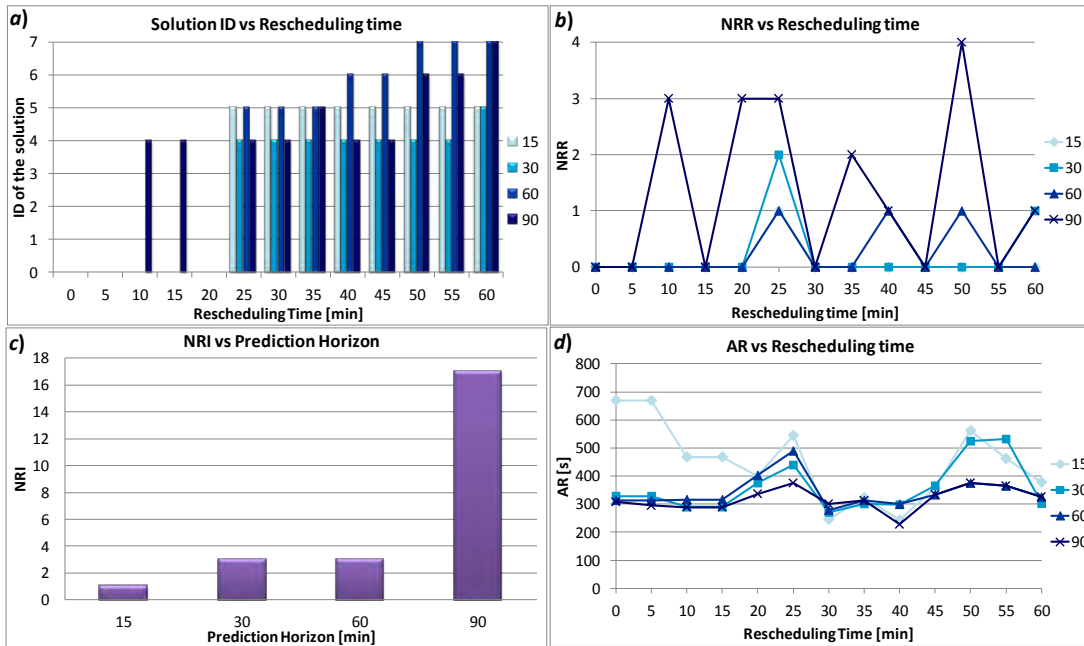 a)
Solution ID vs Rescheduling time
7
6
5
4
3
2
1
0
ID of the solution
0 5 10 15 20 25 30 35 40 45 50 55 60
Rescheduling Time [min]
15
30
60
90
b)
NRR vs Rescheduling time
4
3
2
1
0
NRR
0 5 10 15 20 25 30 35 40 45 50 55 60
Rescheduling time [min]
15
30
60
90
c)
NRI vs Prediction Horizon
18
16
14
12
10
8
6
4
2
0
NRI
15 30 60 90
Prediction Horizon [min]
d)
AR vs Rescheduling time
800
700
600
500
400
300
200
100
0
AR [s]
0 5 10 15 20 25 30 35 40 45 50 55 60
Rescheduling Time [min]
15
30
60
90